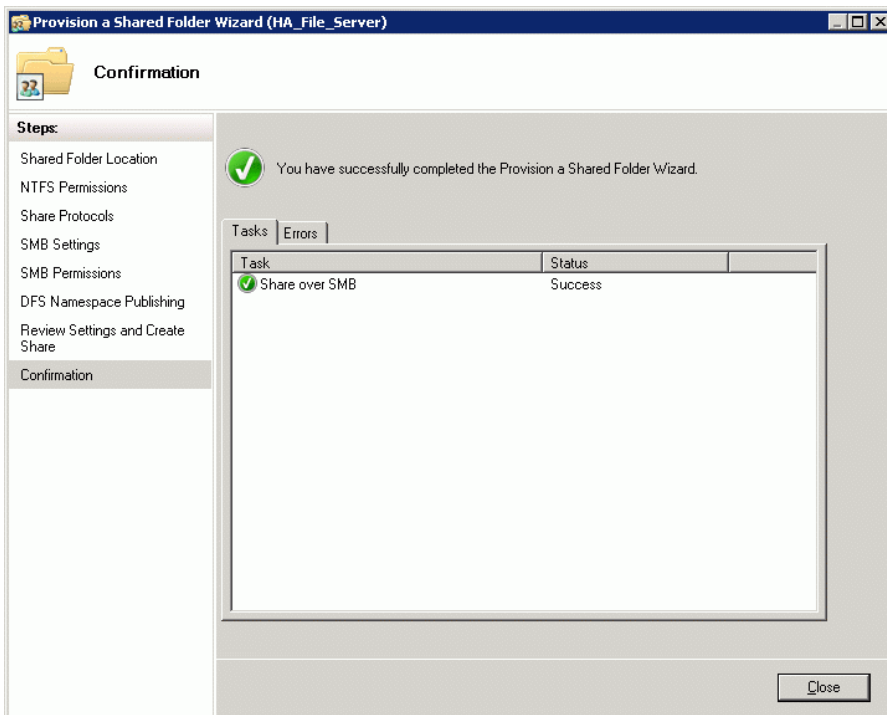 Provision a Shared Folder Wizard (HA_File_Server)
Confirmation
Steps:
Shared Folder Location
NTFS Permissions
Share Protocols
SMB Settings
SMB Permissions
DFS Namespace Publishing
Review Settings and Create
Share
Confirmation
You have successfully completed the Provision a Shared Folder Wizard.
Tasks Errors
Task Status
Share over SMB Success
Close